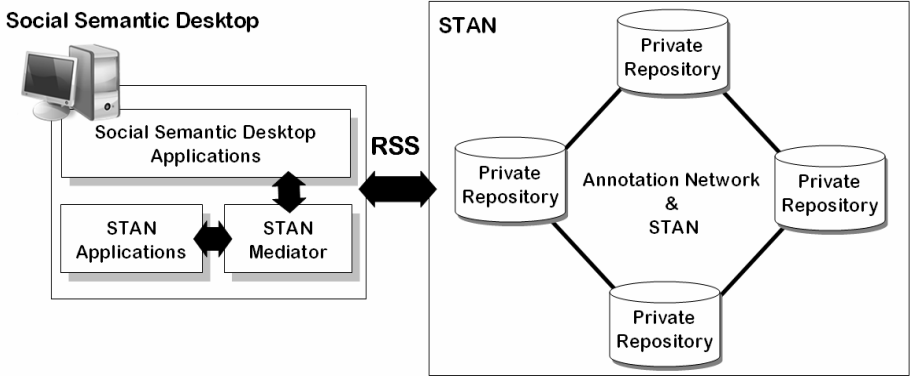 Social Semantic Desktop
Social Semantic Desktop
Applications
STAN
Applications
STAN
Mediator
RSS
STAN
Private
Repository
Private
Repository
Annotation Network
&
STAN
Private
Repository
Private
Repository